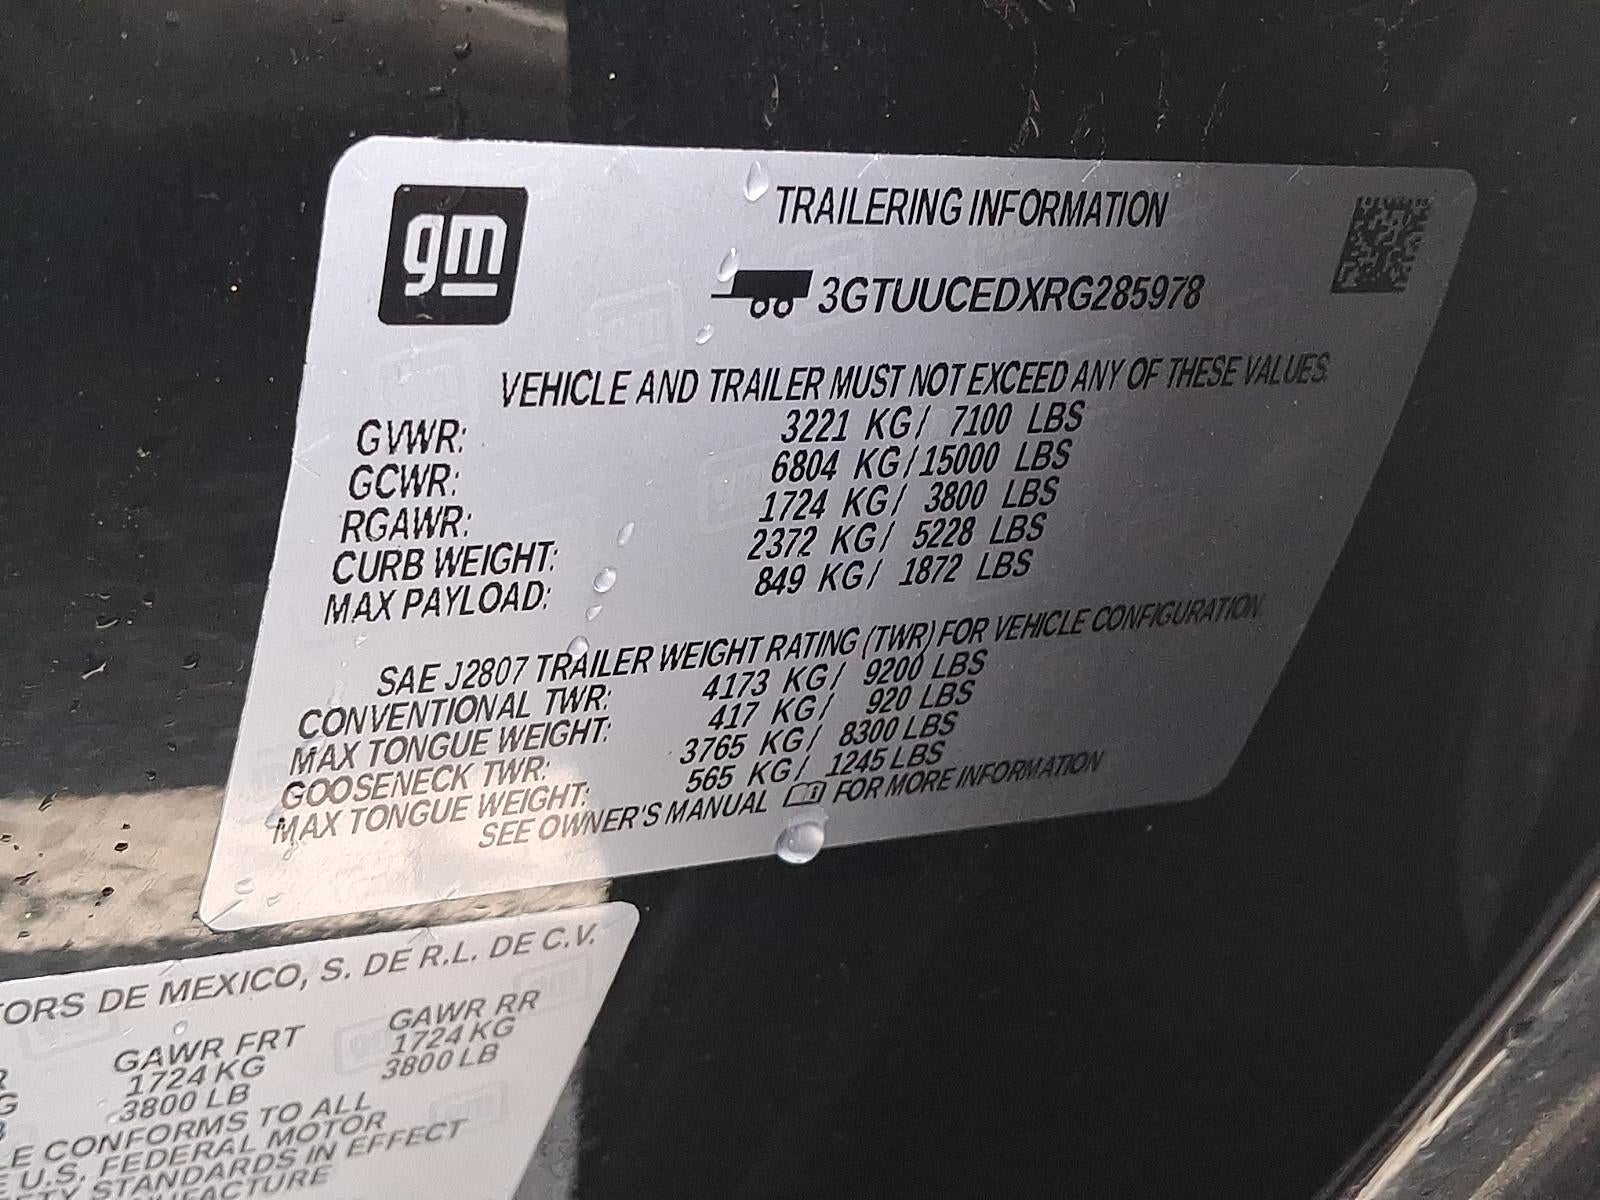 gm
TRAILERING INFORMATION
3GTUUCEDXRG285978
VEHICLE AND TRAILER MUST NOT EXCEED ANY OF THESE VALUES.
GVWR: 3221 KG/ 7100 LBS
GCWR: 6804 KG/15000 LBS
RGAWR: 1724 KG/ 3800 LBS
CURB WEIGHT: 2372 KG/ 5228 LBS
MAX PAYLOAD: 849 KG/ 1872 LBS
SAE J2807 TRAILER WEIGHT RATING (TWR) FOR VEHICLE CONFIGURATION
CONVENTIONAL TWR: 4173 KG/ 9200 LBS
MAX TONGUE WEIGHT: 417 KG/ 920 LBS
GOOSENECK TWR: 3765 KG/ 8300 LBS
MAX TONGUE WEIGHT: 565 KG/ 1245 LBS
SEE OWNER'S MANUAL FOR MORE INFORMATION
TORS DE MEXICO, S. DE R.L. DE C.V.
GAWR FRT GAWR RR
1724 KG 1724 KG
3800 LB 3800 LB
LE CONFORMS TO ALL
U.S. FEDERAL MOTOR
STANDARDS IN EFFECT